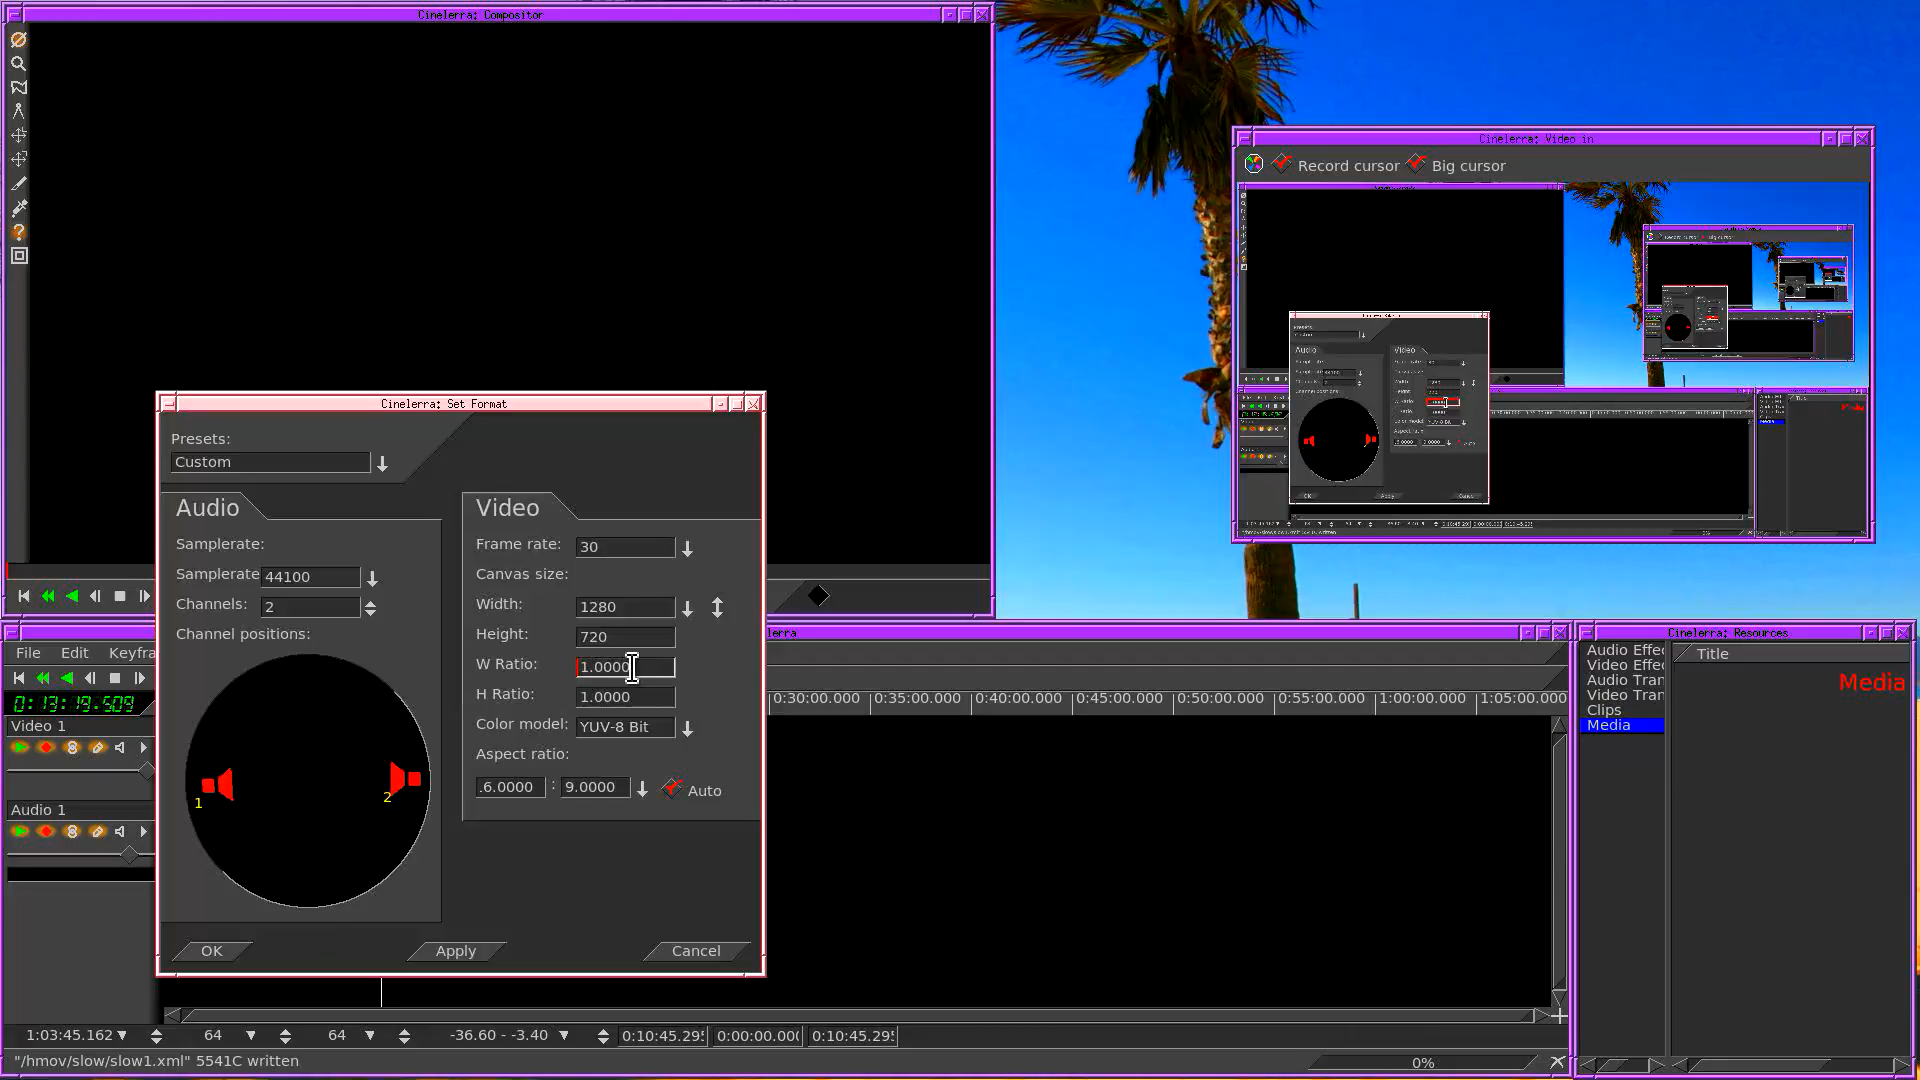 Cinelerra: Compositor
Cinelerra: Video in
Record cursor
Big cursor
Cinelerra: Set Format
Presets:
Custom
Audio
Samplerate:
Samplerate
44100
Channels:
2
Channel positions:
1
2
Video
Frame rate:
30
Canvas size:
Width:
1280
Height:
720
W Ratio:
1.0000
H Ratio:
1.0000
Color model:
YUV-8 Bit
Aspect ratio:
.6.0000 : 9.0000
Auto
OK
Apply
Cancel
lerra
File
Edit
Keyfra
0:13:19.509
Video 1
Audio 1
0:30:00.000
0:35:00.000
0:40:00.000
0:45:00.000
0:50:00.000
0:55:00.000
1:00:00.000
1:05:00.000
1:03:45.162
64
64
-36.60 - -3.40
0:10:45.295
0:00:00.000
0:10:45.295
"/hmov/slow/slow1.xml" 5541C written
0%
Cinelerra: Resources
Audio Effec
Video Effec
Audio Tran
Video Tran
Clips
Media
Title
Media